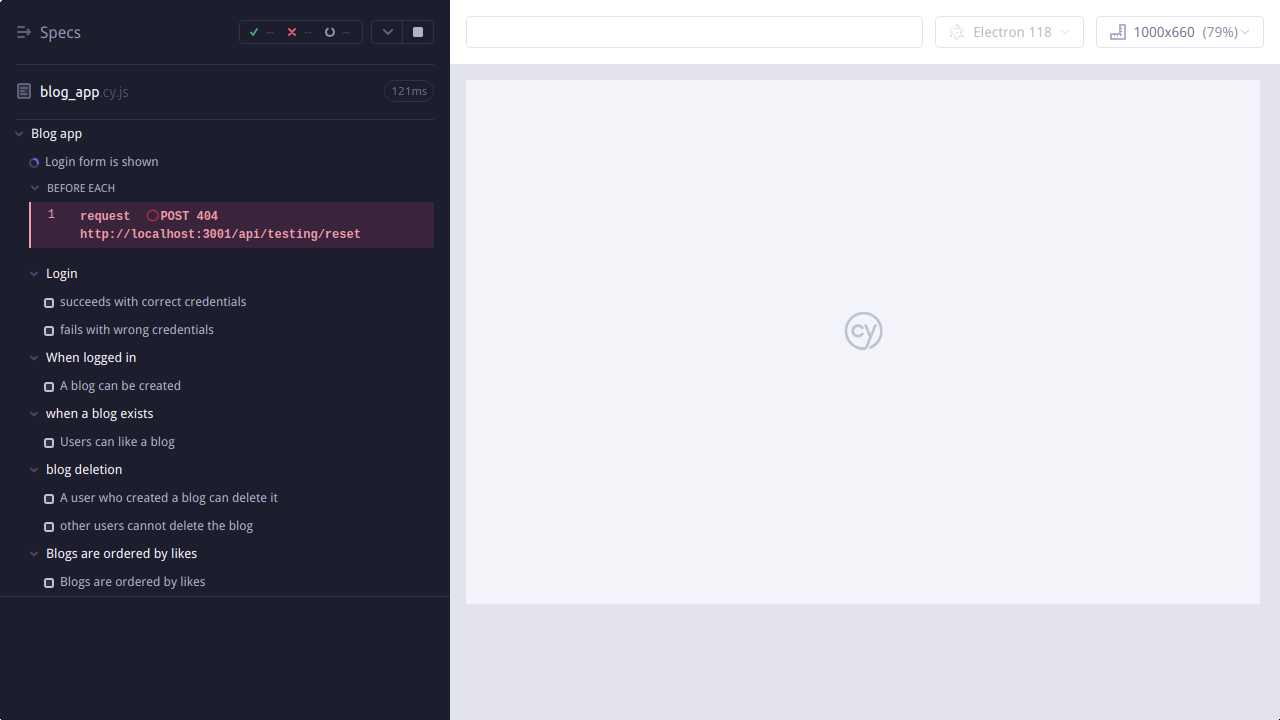 Specs
--
--
--
Electron 118
1000x660 (79%)
blog_app.cy.js
121ms
Blog app
Login form is shown
BEFORE EACH
1 request POST 404
http://localhost:3001/api/testing/reset
Login
succeeds with correct credentials
fails with wrong credentials
When logged in
A blog can be created
when a blog exists
Users can like a blog
blog deletion
A user who created a blog can delete it
other users cannot delete the blog
Blogs are ordered by likes
Blogs are ordered by likes
cy